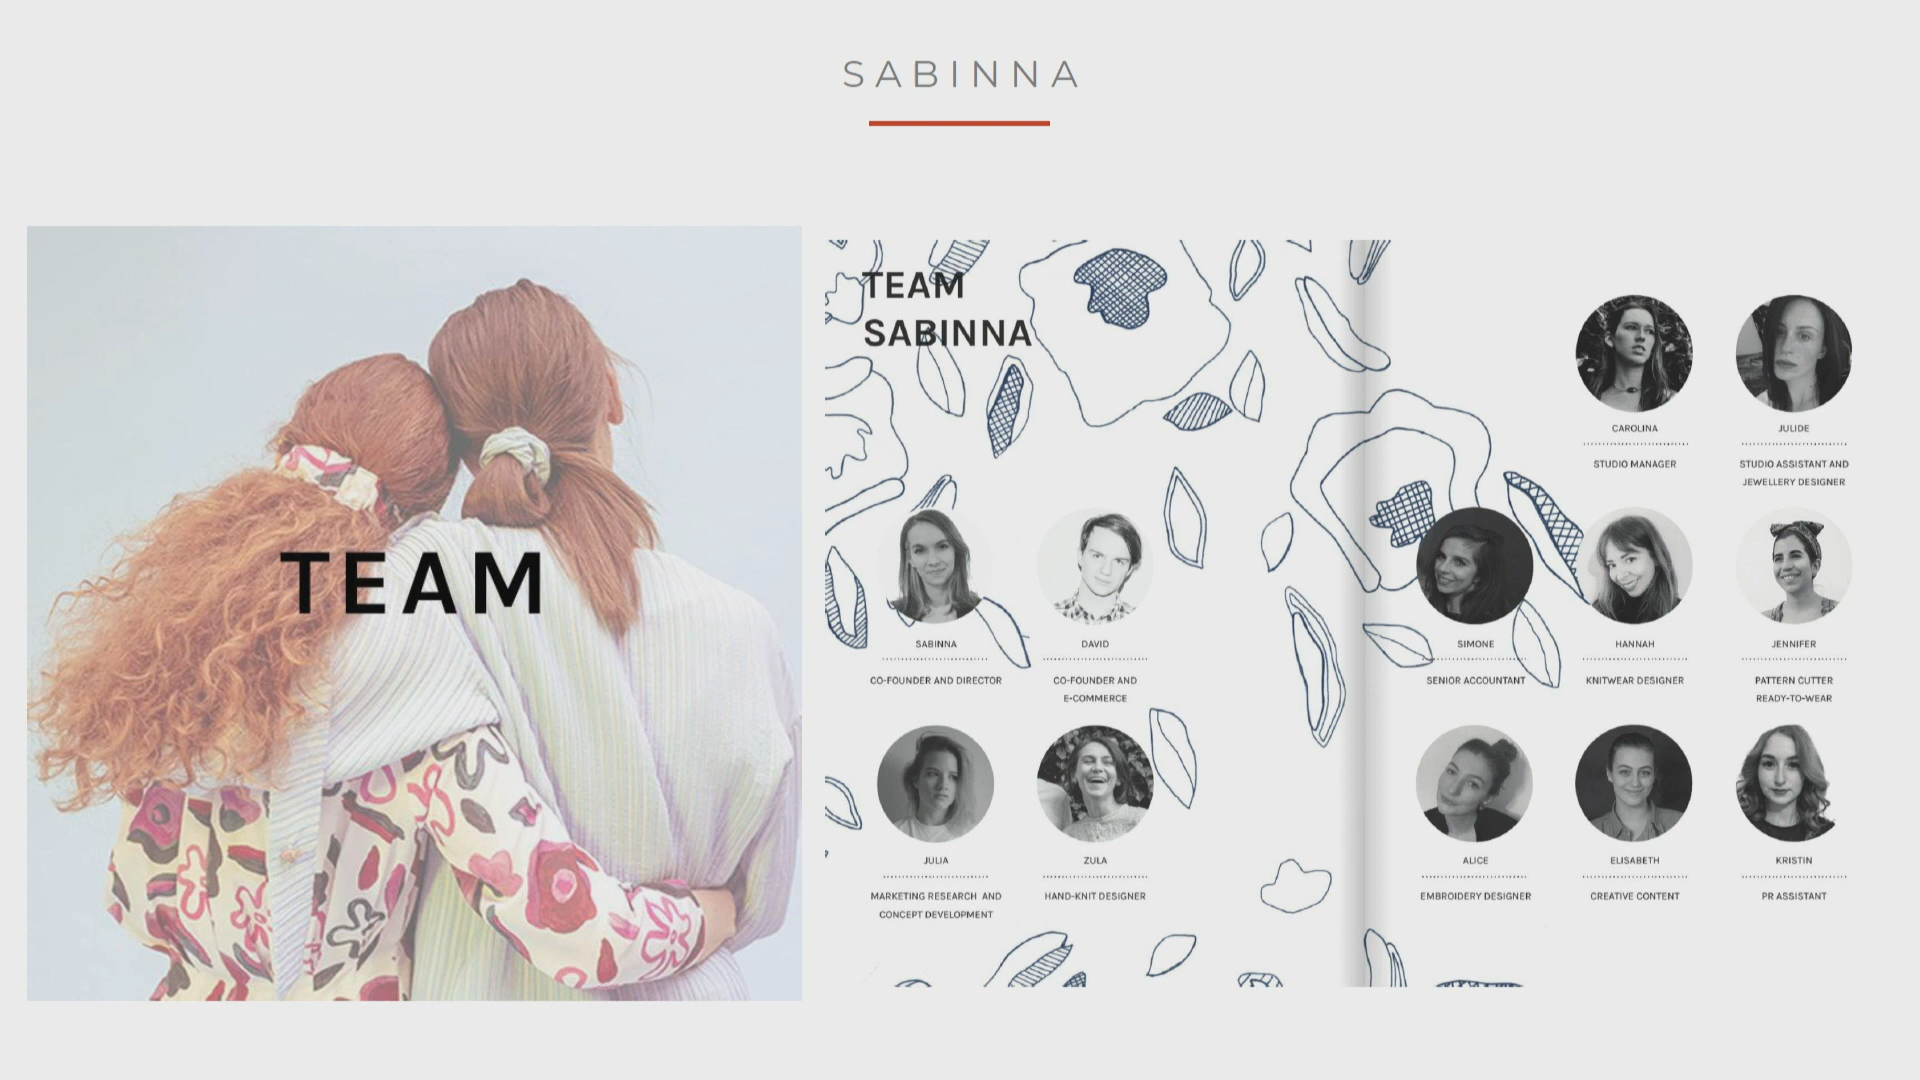 SABINNA
TEAM
TEAM
SABINNA
SABINNA
CO-FOUNDER AND DIRECTOR
DAVID
CO-FOUNDER AND
E-COMMERCE
JULIA
MARKETING RESEARCH AND
CONCEPT DEVELOPMENT
ZULA
HAND-KNIT DESIGNER
CAROLINA
STUDIO MANAGER
JULIDE
STUDIO ASSISTANT AND
JEWELLERY DESIGNER
SIMONE
SENIOR ACCOUNTANT
HANNAH
KNITWEAR DESIGNER
JENNIFER
PATTERN CUTTER
READY-TO-WEAR
ALICE
EMBROIDERY DESIGNER
ELISABETH
CREATIVE CONTENT
KRISTIN
PR ASSISTANT